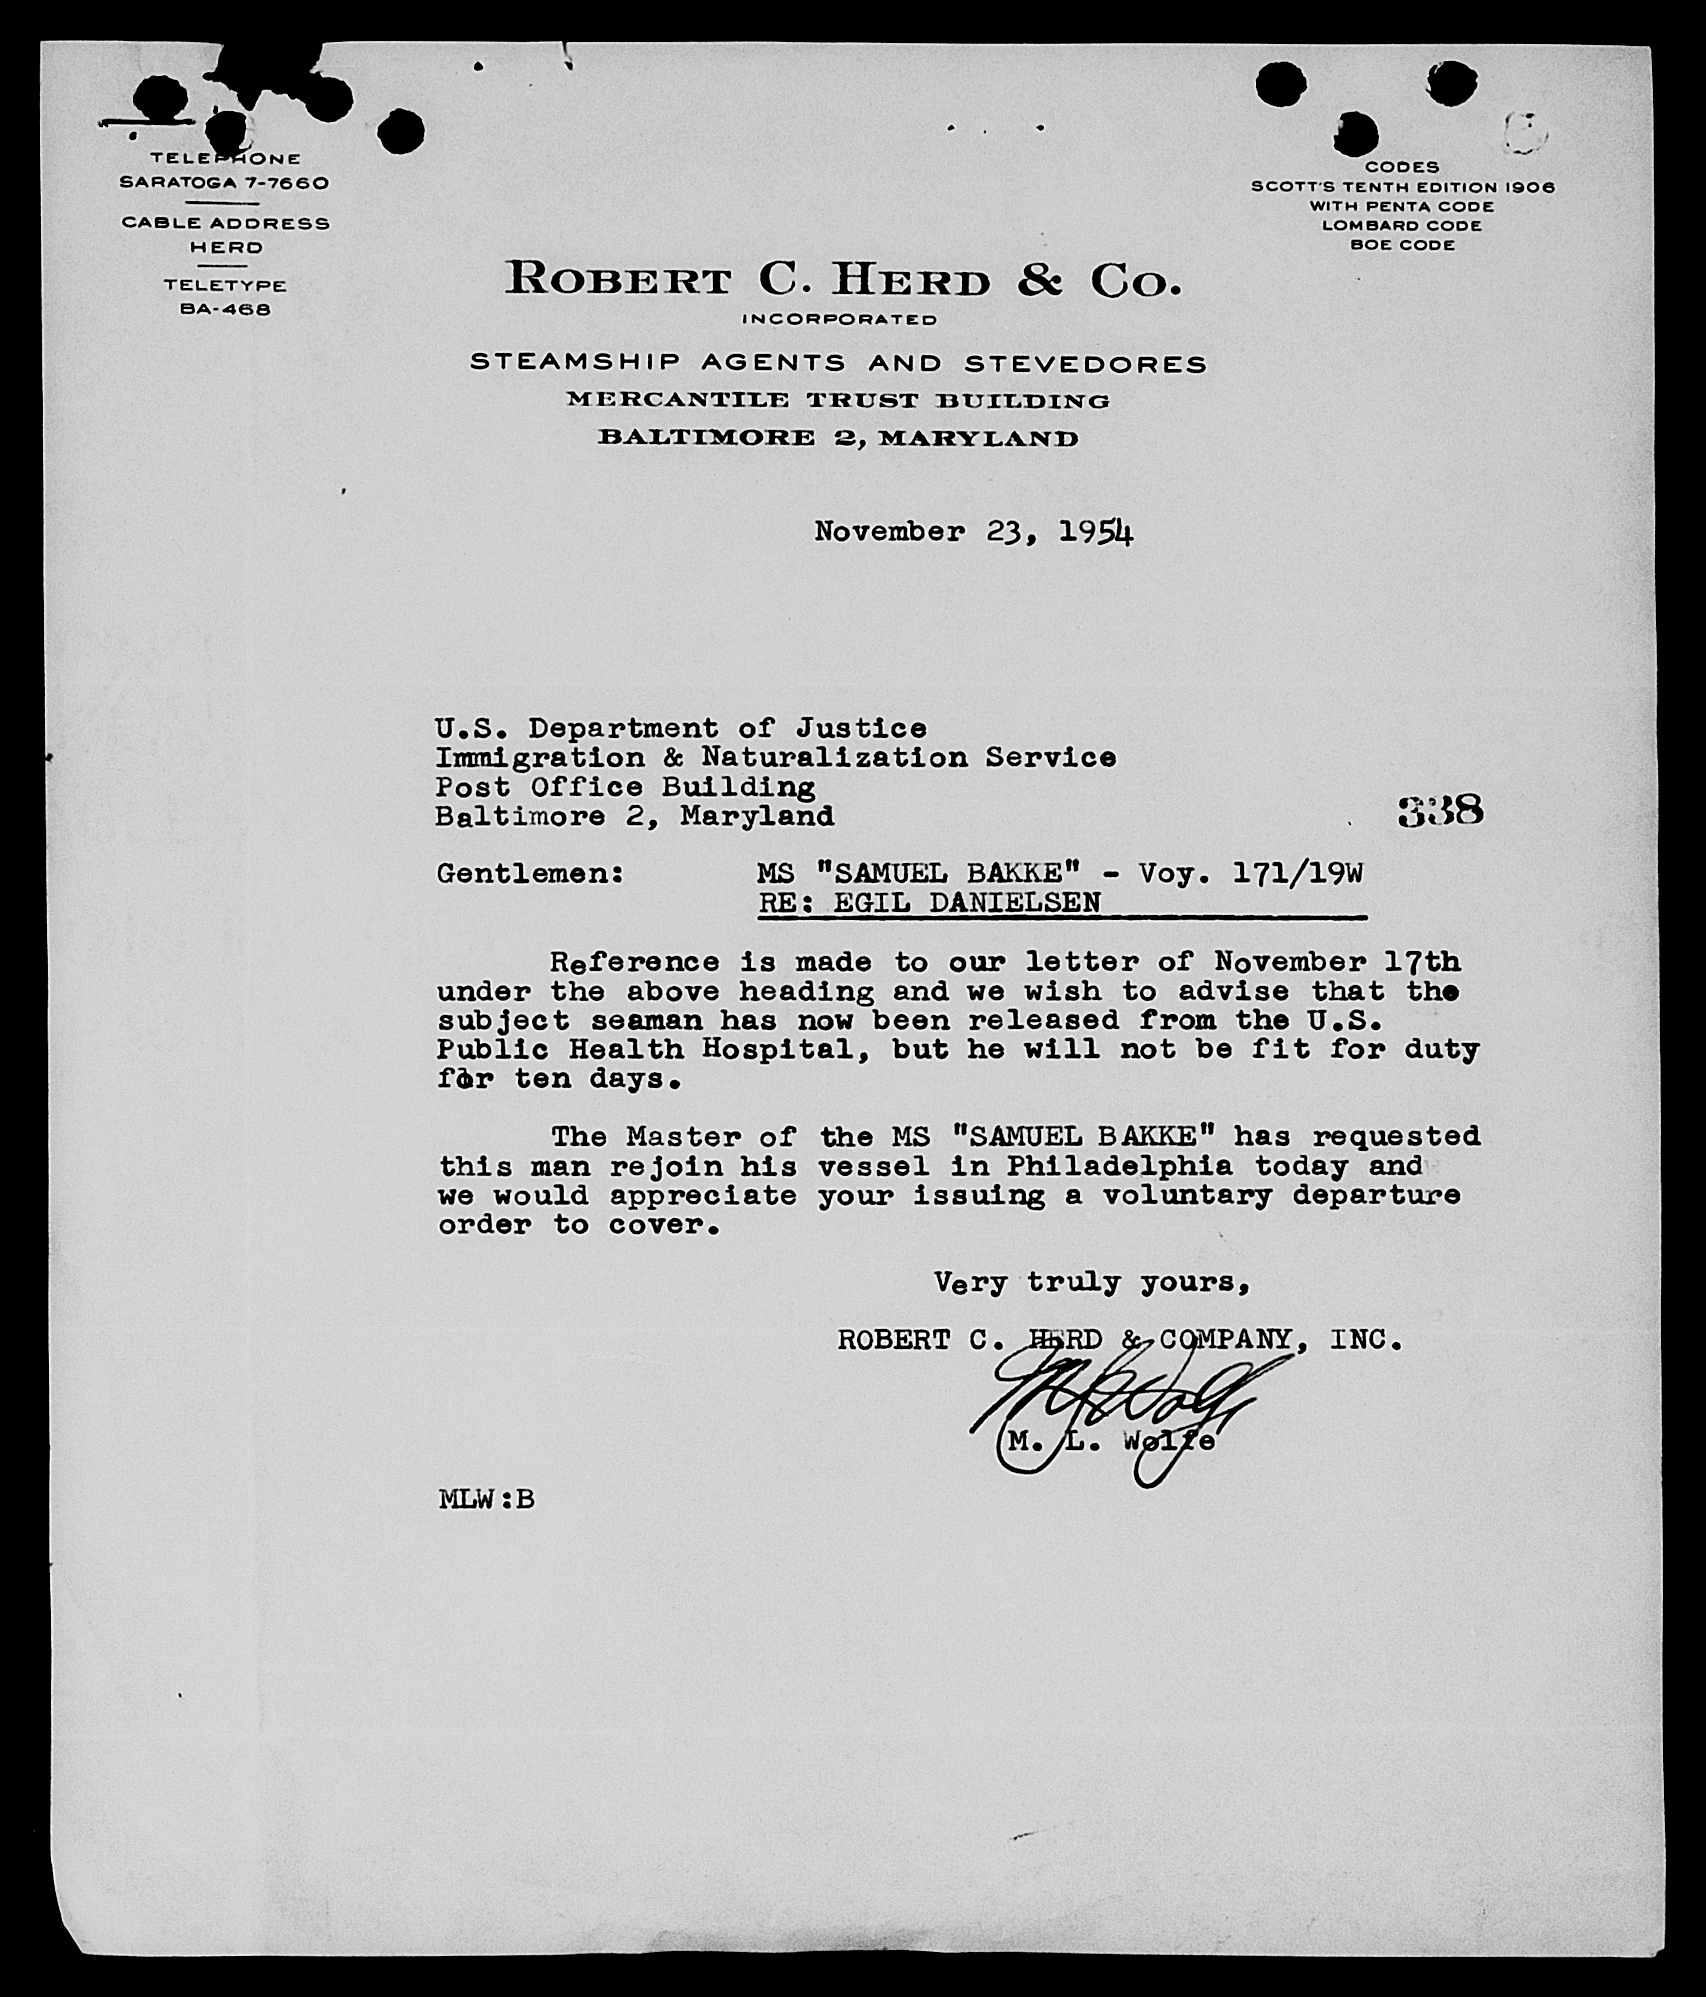 TELEPHONE
SARATOGA 7-7660
CABLE ADDRESS
HERD
TELETYPE
BA-468
CODES
SCOTT'S TENTH EDITION 1906
WITH PENTA CODE
LOMBARD CODE
BOE CODE
ROBERT C. HERD & CO.
INCORPORATED
STEAMSHIP AGENTS AND STEVEDORES
MERCANTILE TRUST BUILDING
BALTIMORE 2, MARYLAND
November 23, 1954
U.S. Department of Justice
Immigration & Naturalization Service
Post Office Building
Baltimore 2, Maryland
338
Gentlemen: MS "SAMUEL BAKKE" - Voy. 171/19W
RE: EGIL DANIELSEN
Reference is made to our letter of November 17th
under the above heading and we wish to advise that the
subject seaman has now been released from the U.S.
Public Health Hospital, but he will not be fit for duty
for ten days.
The Master of the MS "SAMUEL BAKKE" has requested
this man rejoin his vessel in Philadelphia today and
we would appreciate your issuing a voluntary departure
order to cover.
Very truly yours,
ROBERT C. HERD & COMPANY, INC.
M L Wolfe
M. L. Wolfe
MLW:B